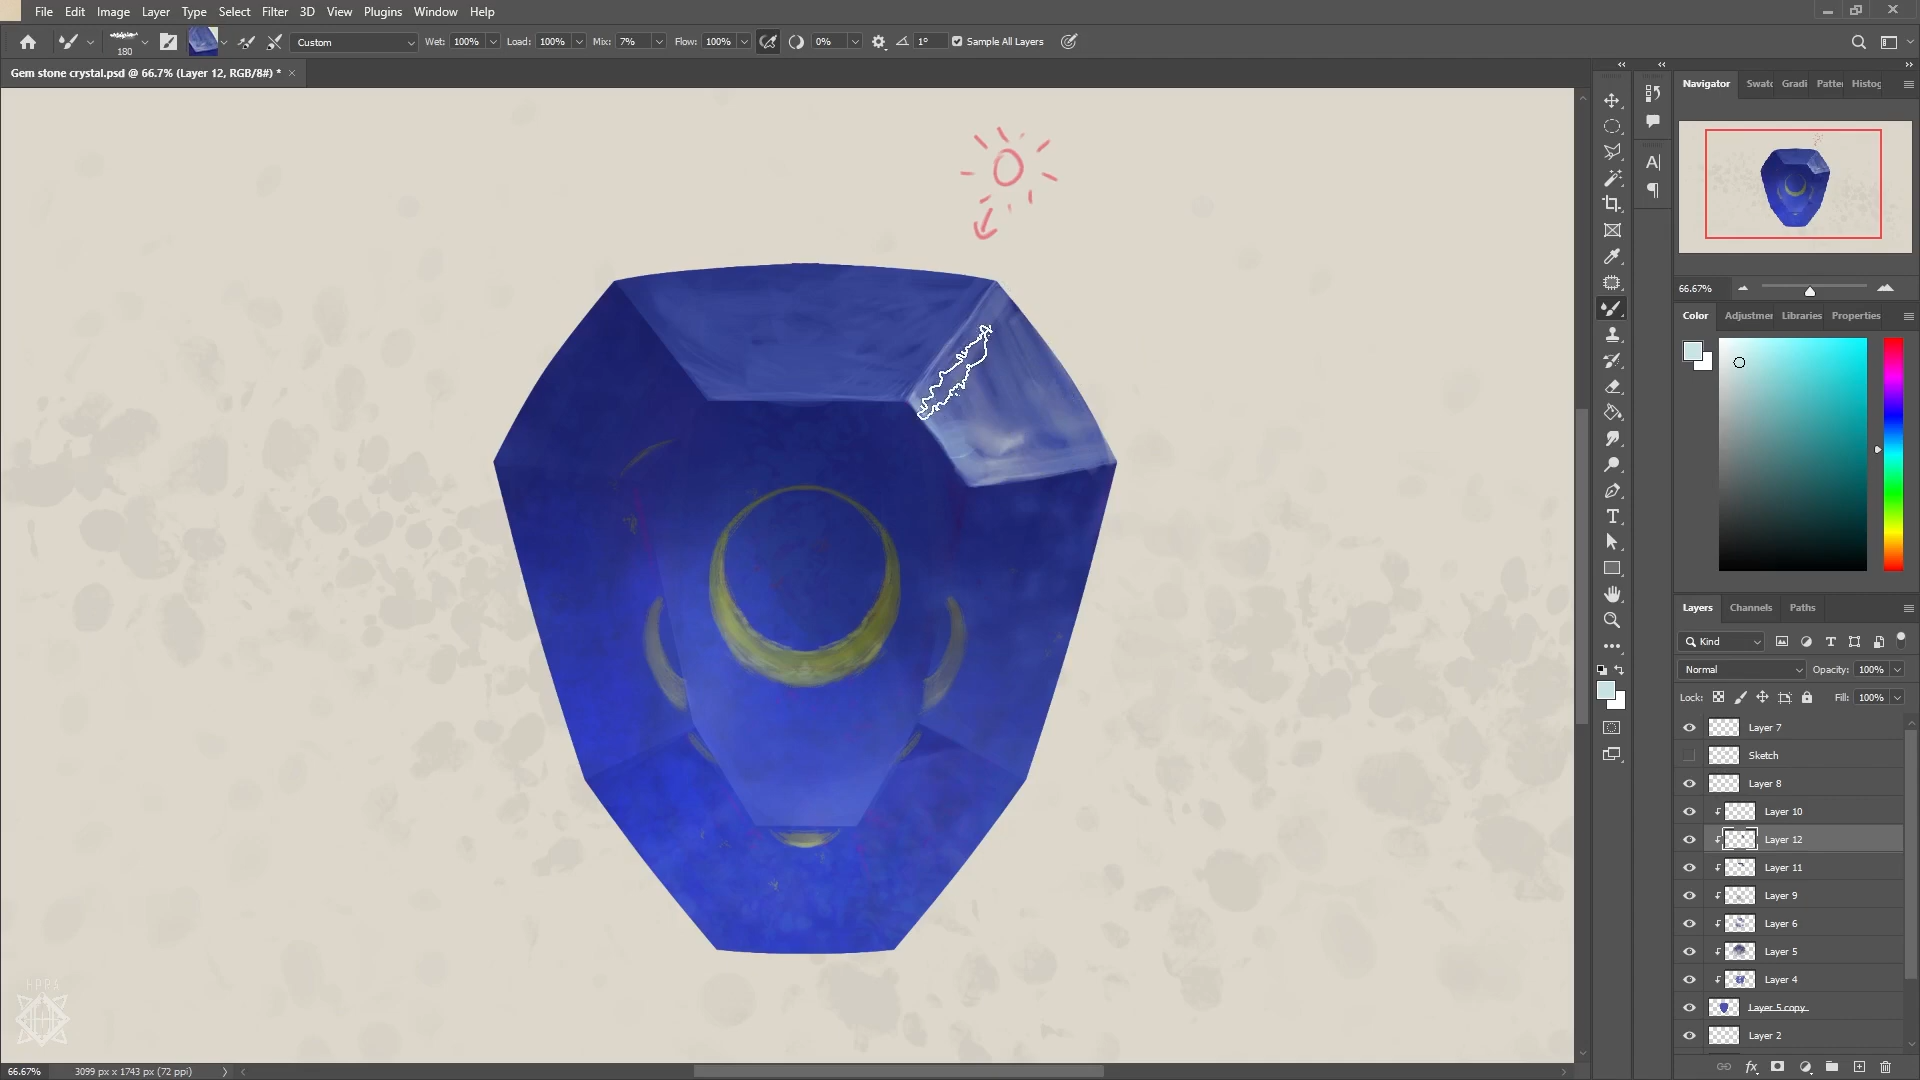 File Edit Image Layer Type Select Filter 3D View Plugins Window Help
180 Custom Wet: 100% Load: 100% Mix: 7% Flow: 100% 0% 1° Sample All Layers
Gem stone crystal.psd @ 66.7% (Layer 12, RGB/8#) *
Navigator Swatc Gradi Patter Histog
66.67%
Color Adjustmer Libraries Properties
Layers Channels Paths
Kind
Normal Opacity: 100%
Lock: Fill: 100%
Layer 7
Sketch
Layer 8
Layer 10
Layer 12
Layer 11
Layer 9
Layer 6
Layer 5
Layer 4
Layer 5 copy
Layer 2
66.67% 3099 px x 1743 px (72 ppi)